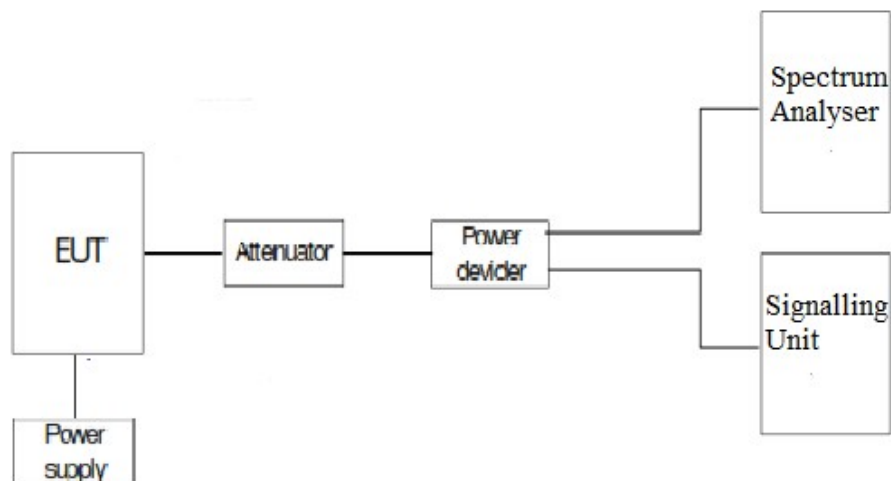 Spectrum
Analyser
EUT
Attenuator
Power
devider
Signalling
Unit
Power
supply